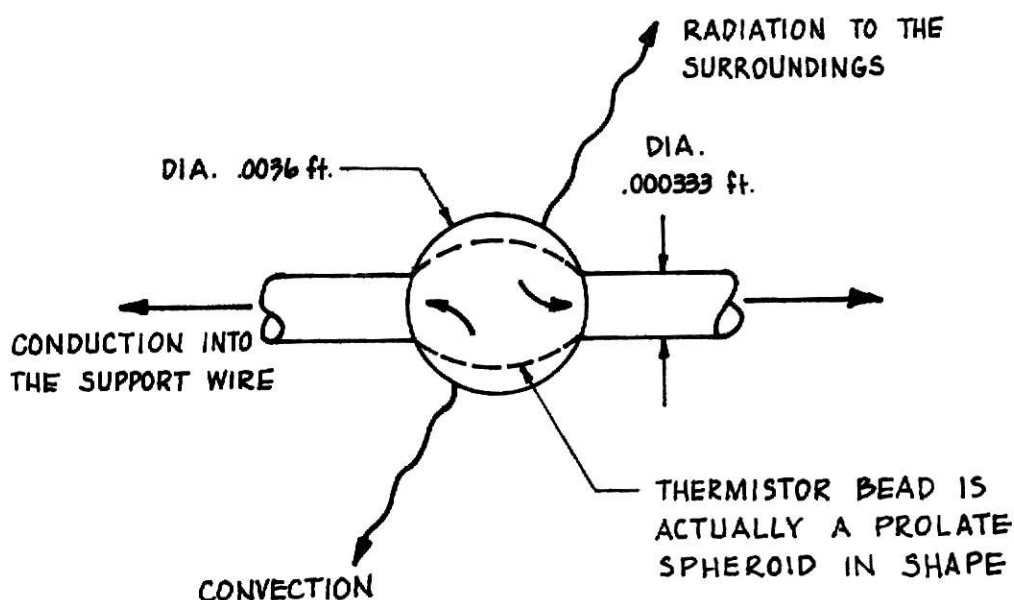 RADIATION TO THE
SURROUNDINGS
DIA. .0036 ft.
DIA.
.000333 ft.
CONDUCTION INTO
THE SUPPORT WIRE
THERMISTOR BEAD IS
ACTUALLY A PROLATE
SPHEROID IN SHAPE
CONVECTION